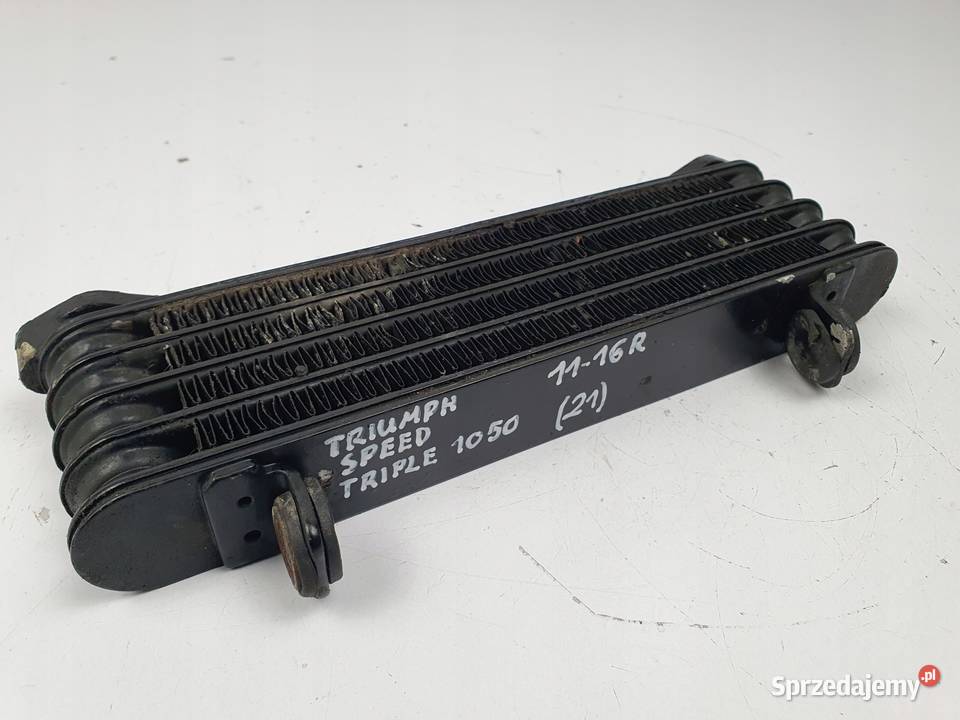 TRIUMPH
SPEED
TRIPLE 1050
11-16R
(21)
Sprzedajemy.pl